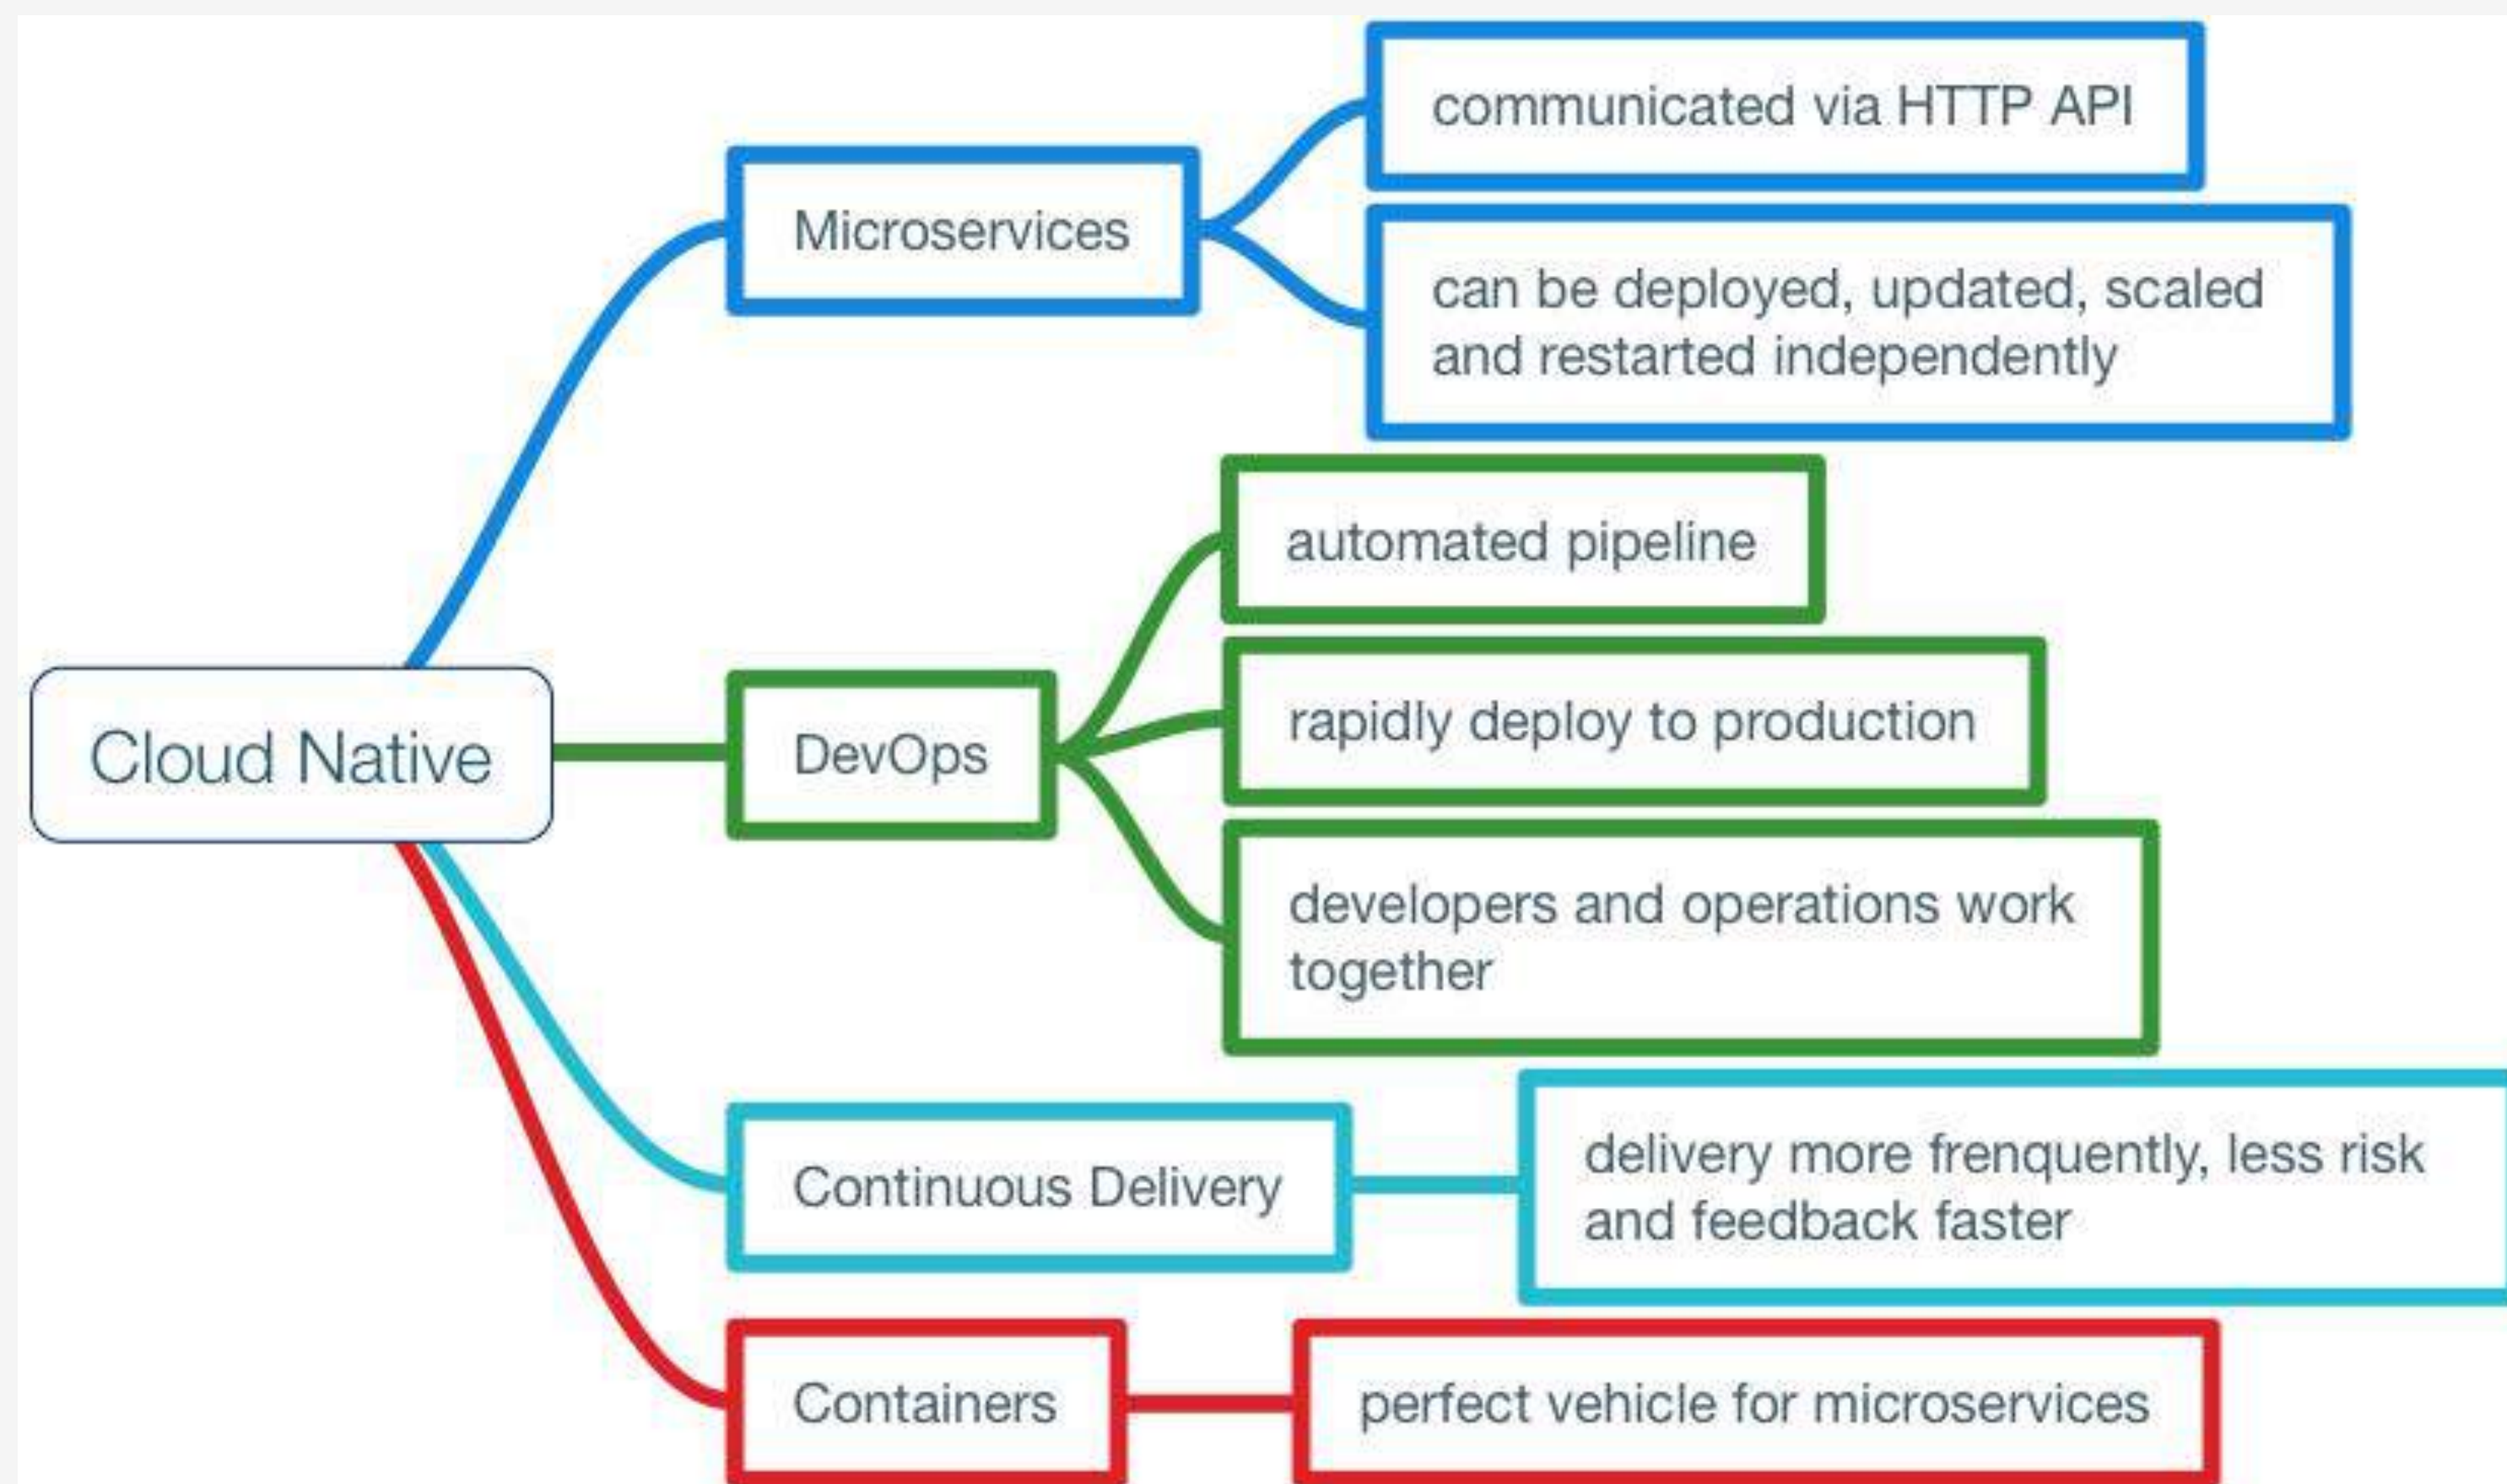 communicated via HTTP API
Microservices
can be deployed, updated, scaled
and restarted independently
automated pipeline
rapidly deploy to production
Cloud Native
DevOps
developers and operations work
together
Continuous Delivery
delivery more frenquently, less risk
and feedback faster
Containers
perfect vehicle for microservices